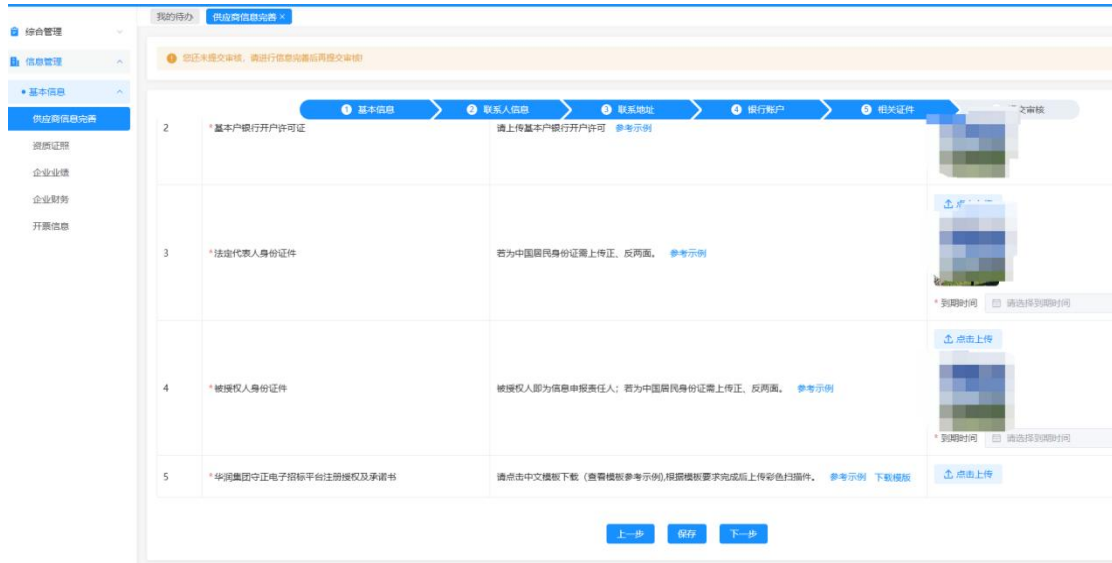 我的待办 供应商信息完善 ×
综合管理
信息管理
您还未提交审核，请进行信息完善后再提交审核!
基本信息
1 基本信息 2 联系人信息 3 联系地址 4 银行账户 5 相关证件 交审核
供应商信息完善
2 *基本户银行开户许可证 请上传基本户银行开户许可 参考示例
资质证照
企业业绩
企业财务
开票信息
3 *法定代表人身份证件 若为中国居民身份证需上传正、反两面。 参考示例
*到期时间 请选择到期时间
点击上传
4 *被授权人身份证件 被授权人即为信息申报责任人；若为中国居民身份证需上传正、反两面。 参考示例
*到期时间 请选择到期时间
5 *华润集团守正电子招标平台注册授权及承诺书 请点击中文模板下载（查看模板参考示例),根据模板要求完成后上传彩色扫描件。 参考示例 下载模版 点击上传
上一步 保存 下一步